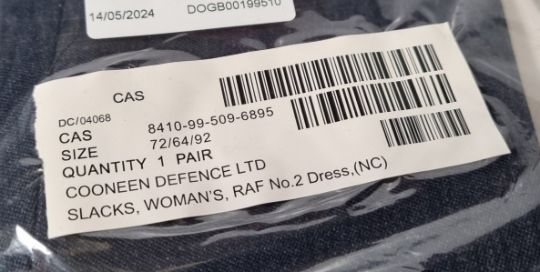 14/05/2024 DOGB00199510
CAS
DC/04068
CAS 8410-99-509-6895
SIZE 72/64/92
QUANTITY 1 PAIR
COONEEN DEFENCE LTD
SLACKS, WOMAN'S, RAF No.2 Dress,(NC)